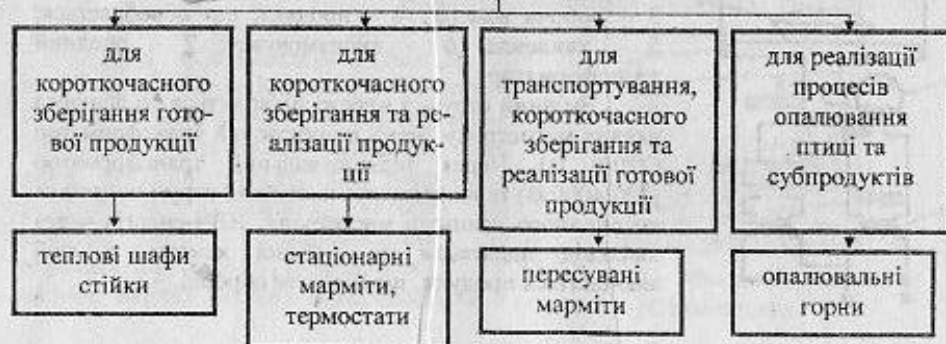 для
короткочасного
зберігання гото-
вої продукції
для
короткочасного
зберігання та ре-
алізації продук-
ції
для
транспортування,
короткочасного
зберігання та
реалізації готової
продукції
для реалізації
процесів
опалювання
птиці та
субпродуктів
теплові шафи
стійки
стаціонарні
марміти,
термостати
пересувані
марміти
опалювальні
горни